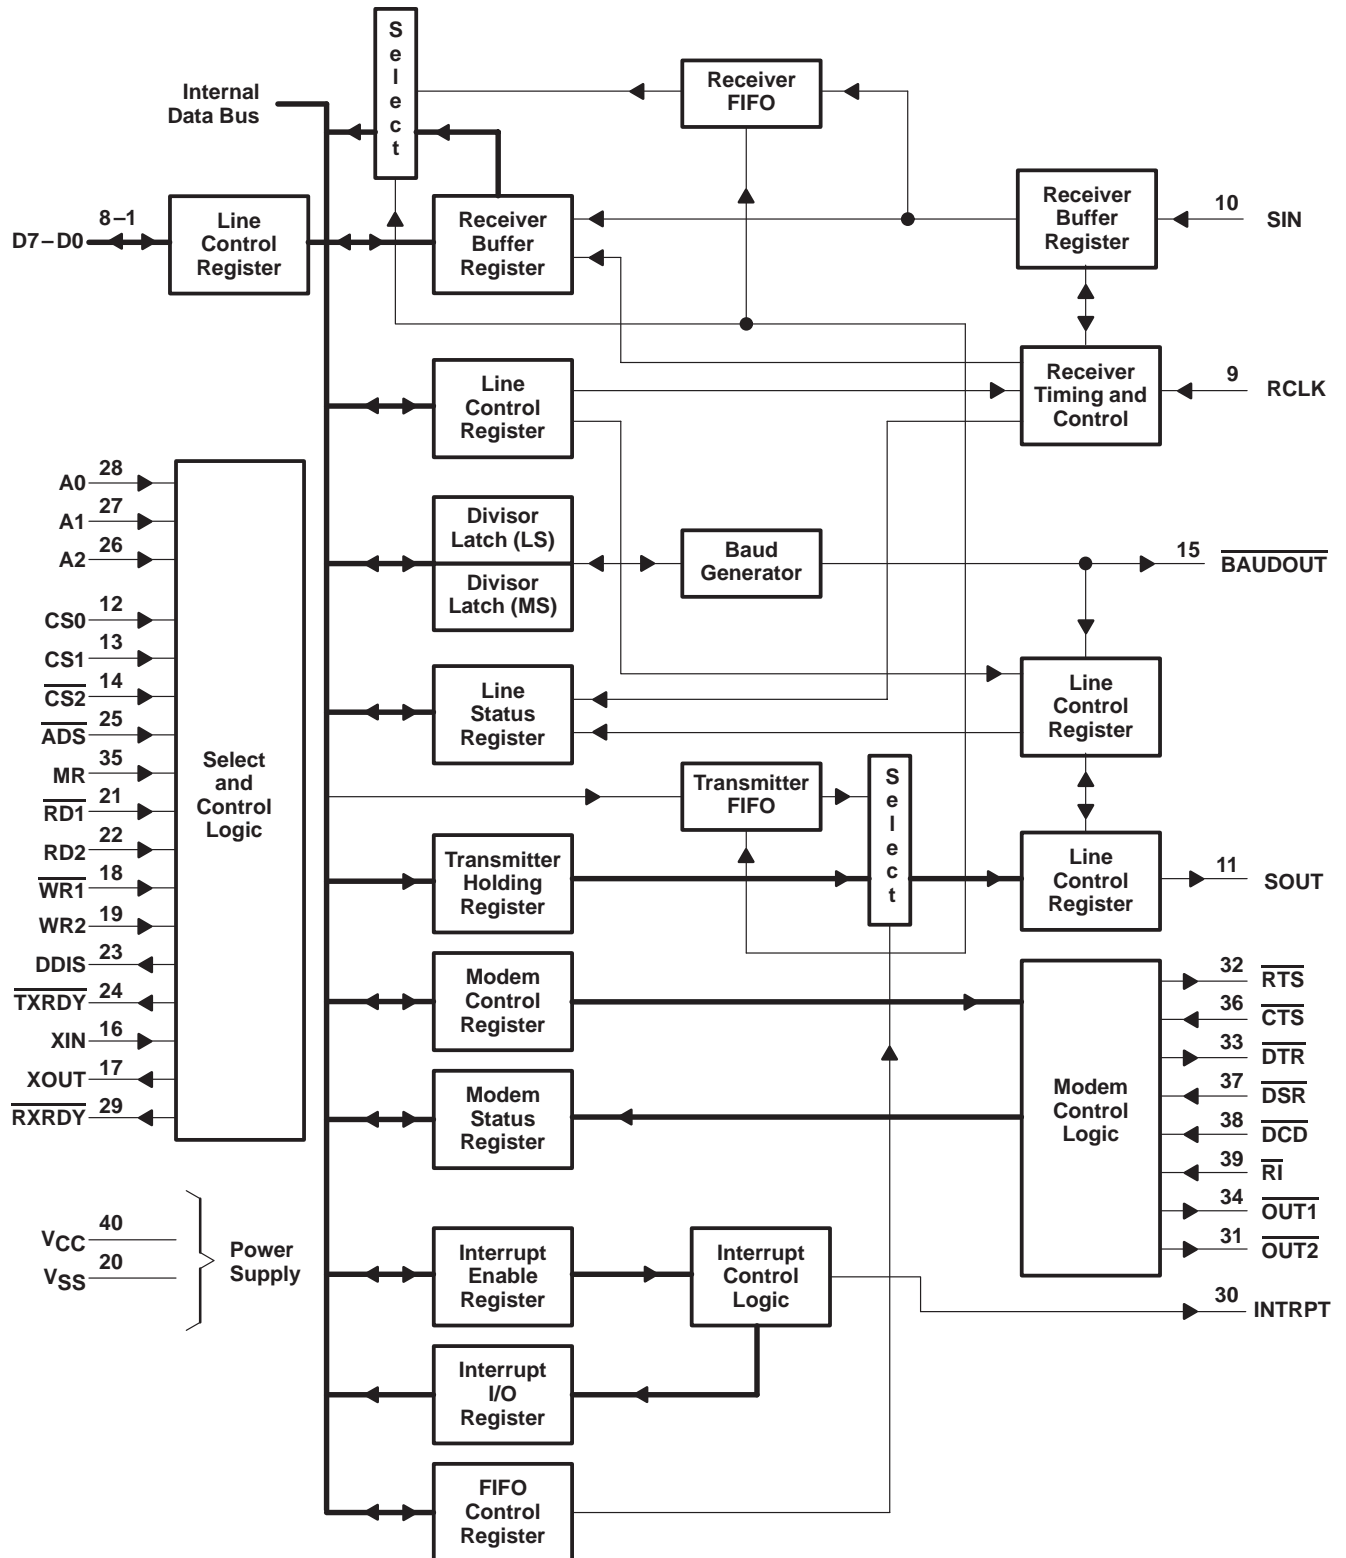 S
e
l
e
c
t
Internal
Data Bus
Receiver
FIFO
8–1
D7–D0
Line
Control
Register
Receiver
Buffer
Register
Receiver
Buffer
Register
10
SIN
Line
Control
Register
Receiver
Timing and
Control
9
RCLK
A0
28
A1
27
A2
26
CS0
12
CS1
13
CS2
14
ADS
25
MR
35
RD1
21
RD2
22
WR1
18
WR2
19
DDIS
23
TXRDY
24
XIN
16
XOUT
17
RXRDY
29
Select
and
Control
Logic
Divisor
Latch (LS)
Divisor
Latch (MS)
Baud
Generator
15
BAUDOUT
Line
Status
Register
Line
Control
Register
Transmitter
FIFO
S
e
l
e
c
t
Transmitter
Holding
Register
Line
Control
Register
11
SOUT
Modem
Control
Register
Modem
Status
Register
Modem
Control
Logic
32
RTS
36
CTS
33
DTR
37
DSR
38
DCD
39
RI
34
OUT1
31
OUT2
VCC
40
VSS
20
Power
Supply
Interrupt
Enable
Register
Interrupt
Control
Logic
30
INTRPT
Interrupt
I/O
Register
FIFO
Control
Register